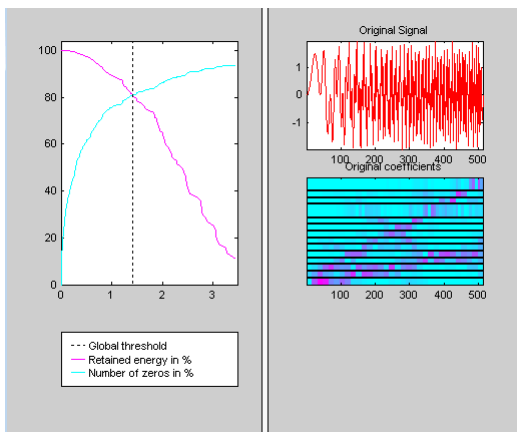 100
80
60
40
20
0
0 1 2 3
Global threshold
Retained energy in %
Number of zeros in %
Original Signal
1
0
-1
100 200 300 400 500
Original coefficients
100 200 300 400 500